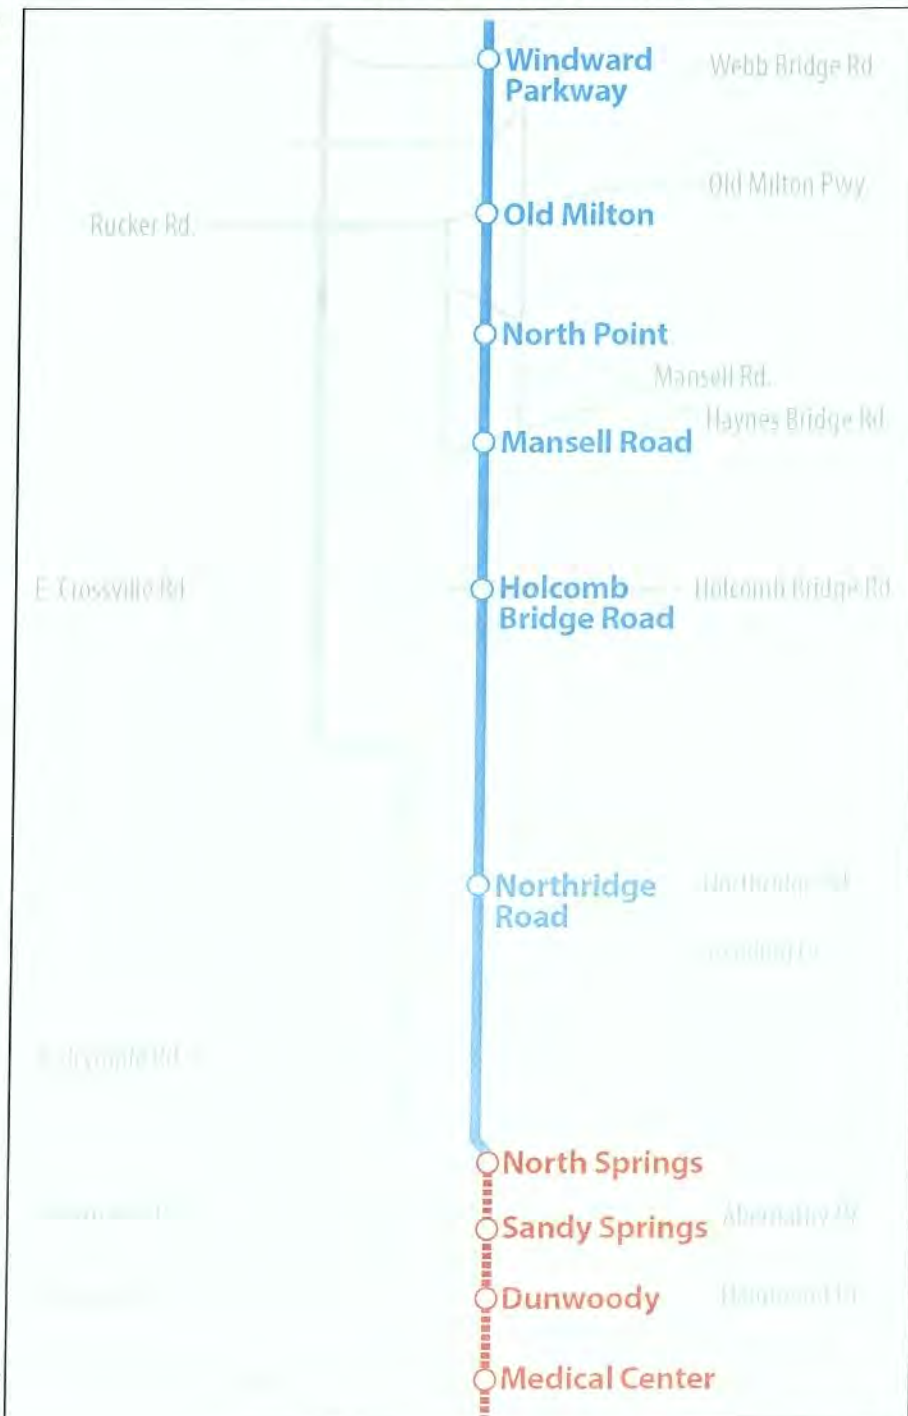 Windward
Parkway
Webb Bridge Rd
Old Milton Pwy.
Old Milton
Rucker Rd.
North Point
Mansell Rd.
Haynes Bridge Rd.
Mansell Road
E. Crossville Rd
Holcomb
Bridge Road
Holcomb Bridge Rd
Northridge
Road
Northridge Rd
North Springs
Sandy Springs
Abernathy
Dunwoody
Hammond
Medical Center